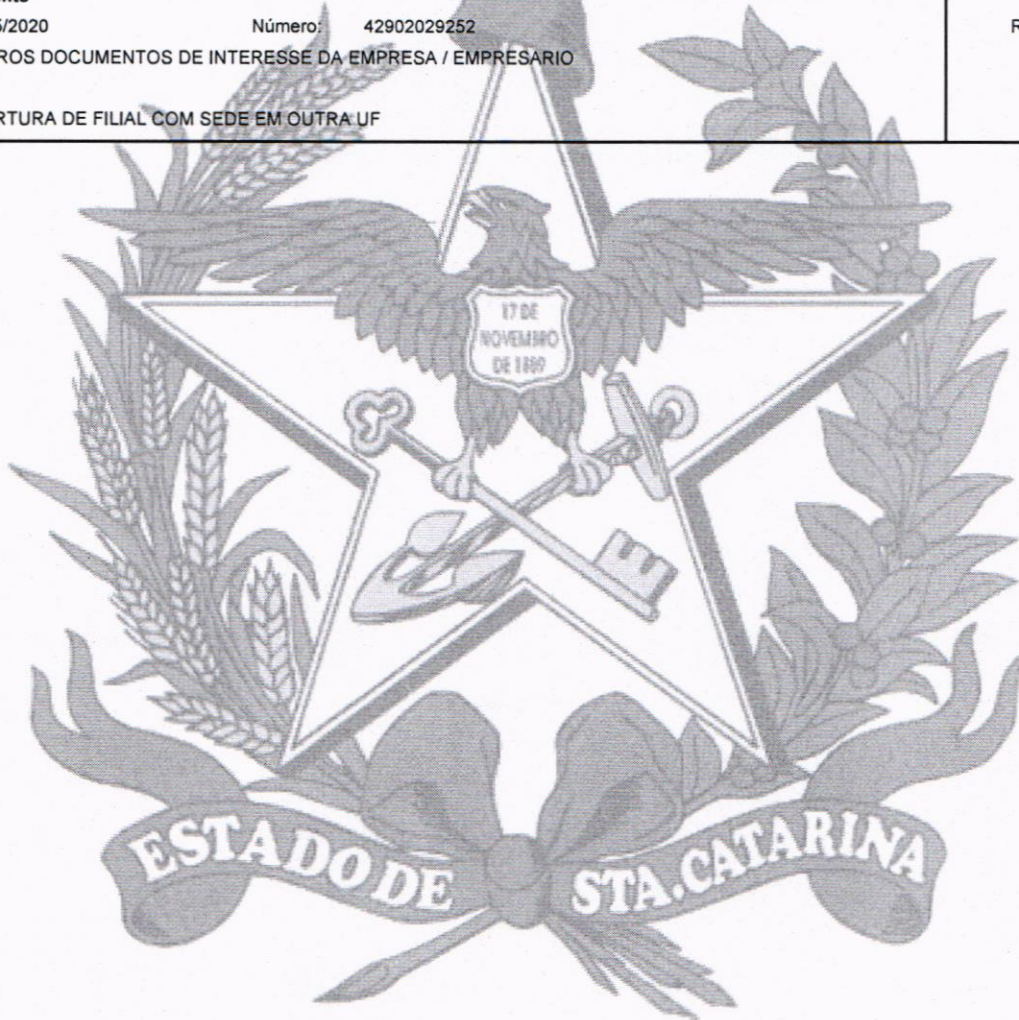 5/2020 Número: 42902029252
ROS DOCUMENTOS DE INTERESSE DA EMPRESA / EMPRESARIO
RTURA DE FILIAL COM SEDE EM OUTRA UF
17 DE
NOVEMBRO
DE 1889
ESTADO DE STA.CATARINA